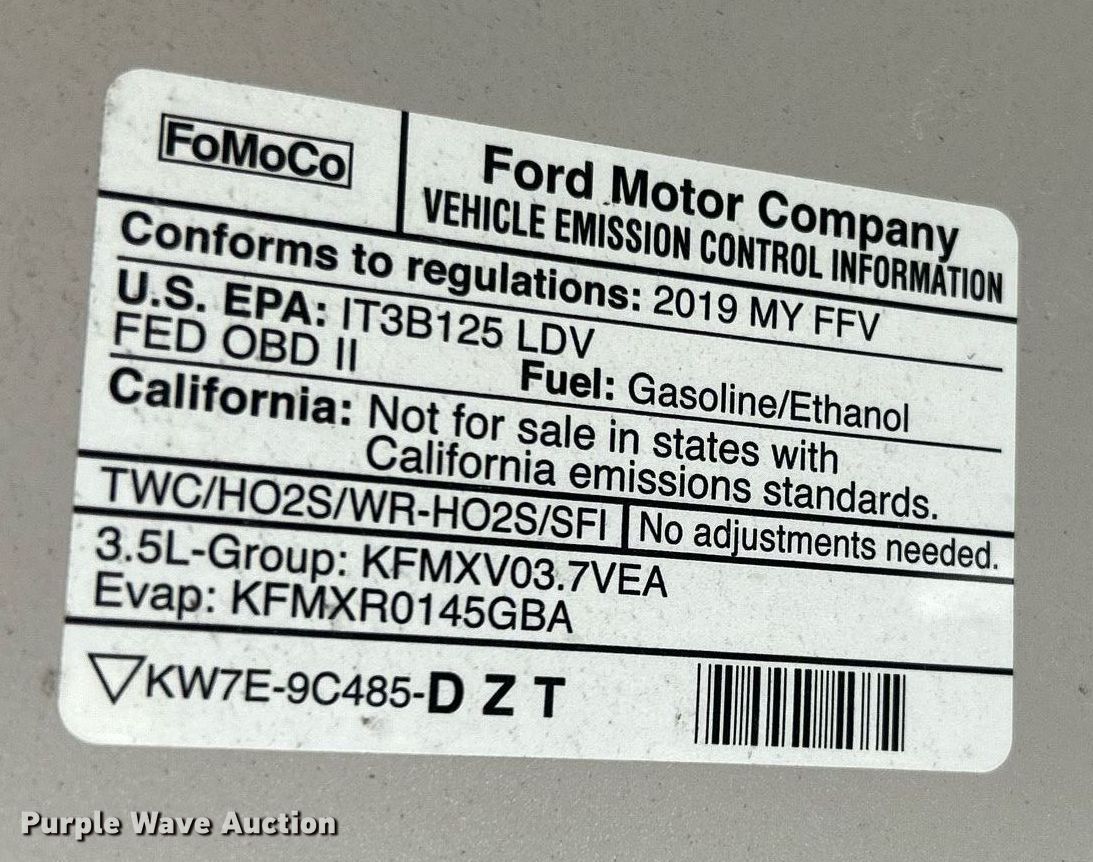 FoMoCo
Ford Motor Company
VEHICLE EMISSION CONTROL INFORMATION
Conforms to regulations: 2019 MY FFV
U.S. EPA: IT3B125 LDV
FED OBD II
Fuel: Gasoline/Ethanol
California: Not for sale in states with
California emissions standards.
TWC/HO2S/WR-HO2S/SFI
No adjustments needed.
3.5L-Group: KFMXV03.7VEA
Evap: KFMXR0145GBA
KW7E-9C485-D Z T
Purple Wave Auction